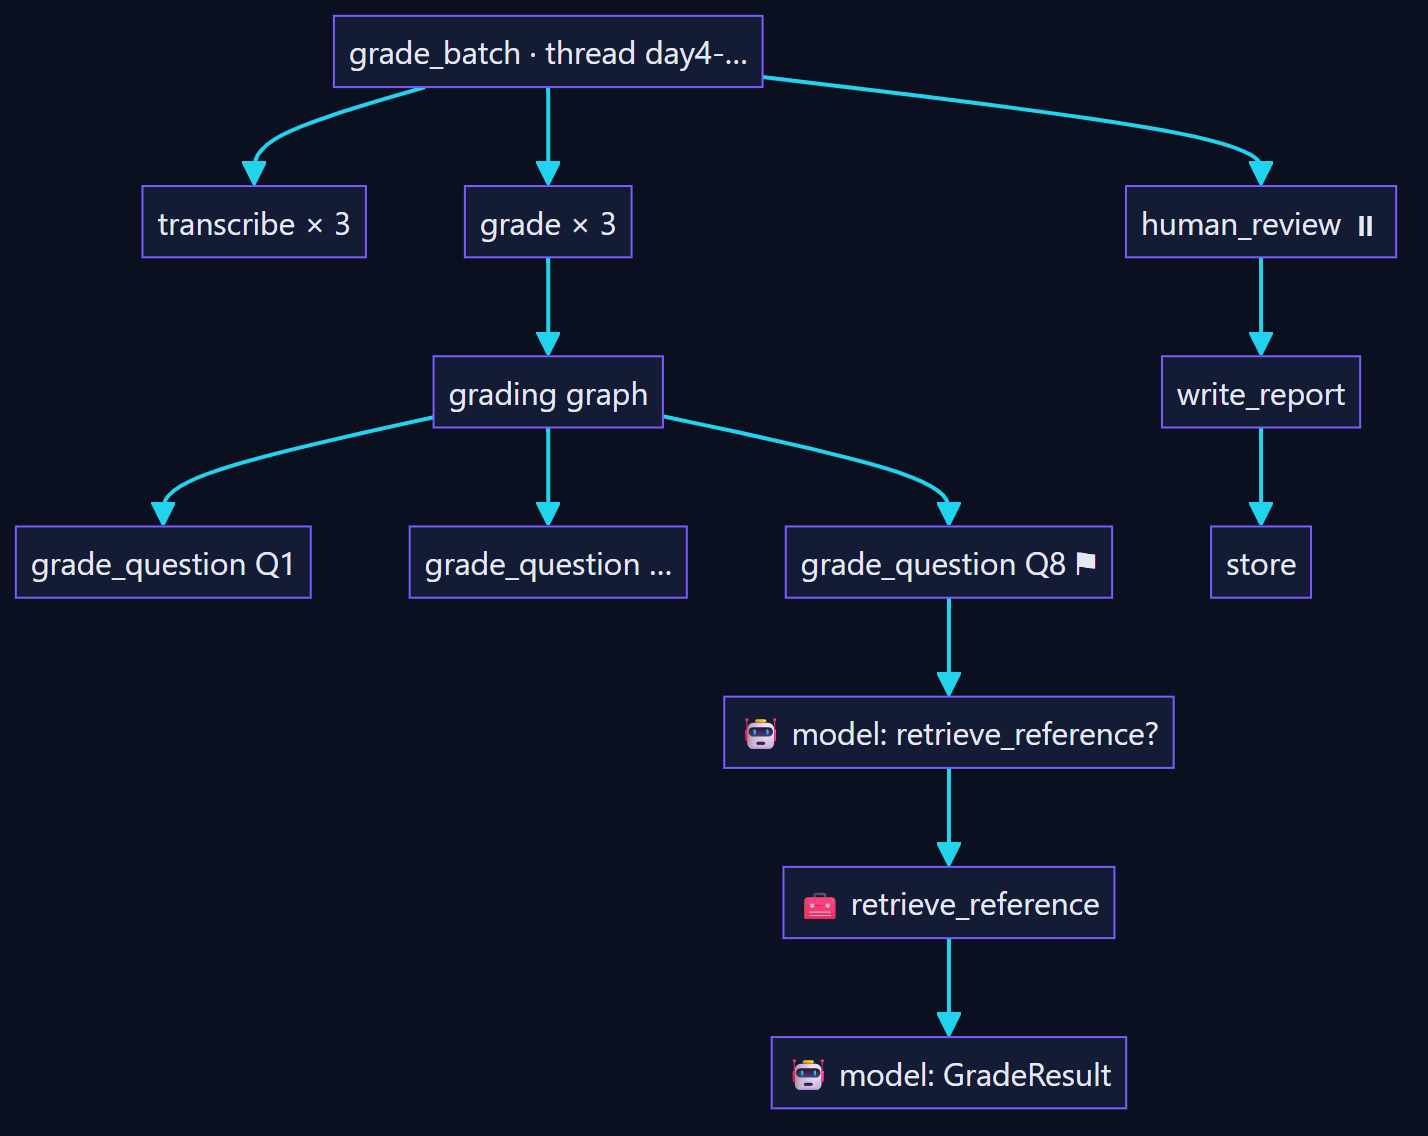 grade_batch · thread day4-...
transcribe × 3
grade × 3
human_review ⏸
grading graph
write_report
grade_question Q1
grade_question ...
grade_question Q8 ⚑
store
🤖 model: retrieve_reference?
🧰 retrieve_reference
🤖 model: GradeResult